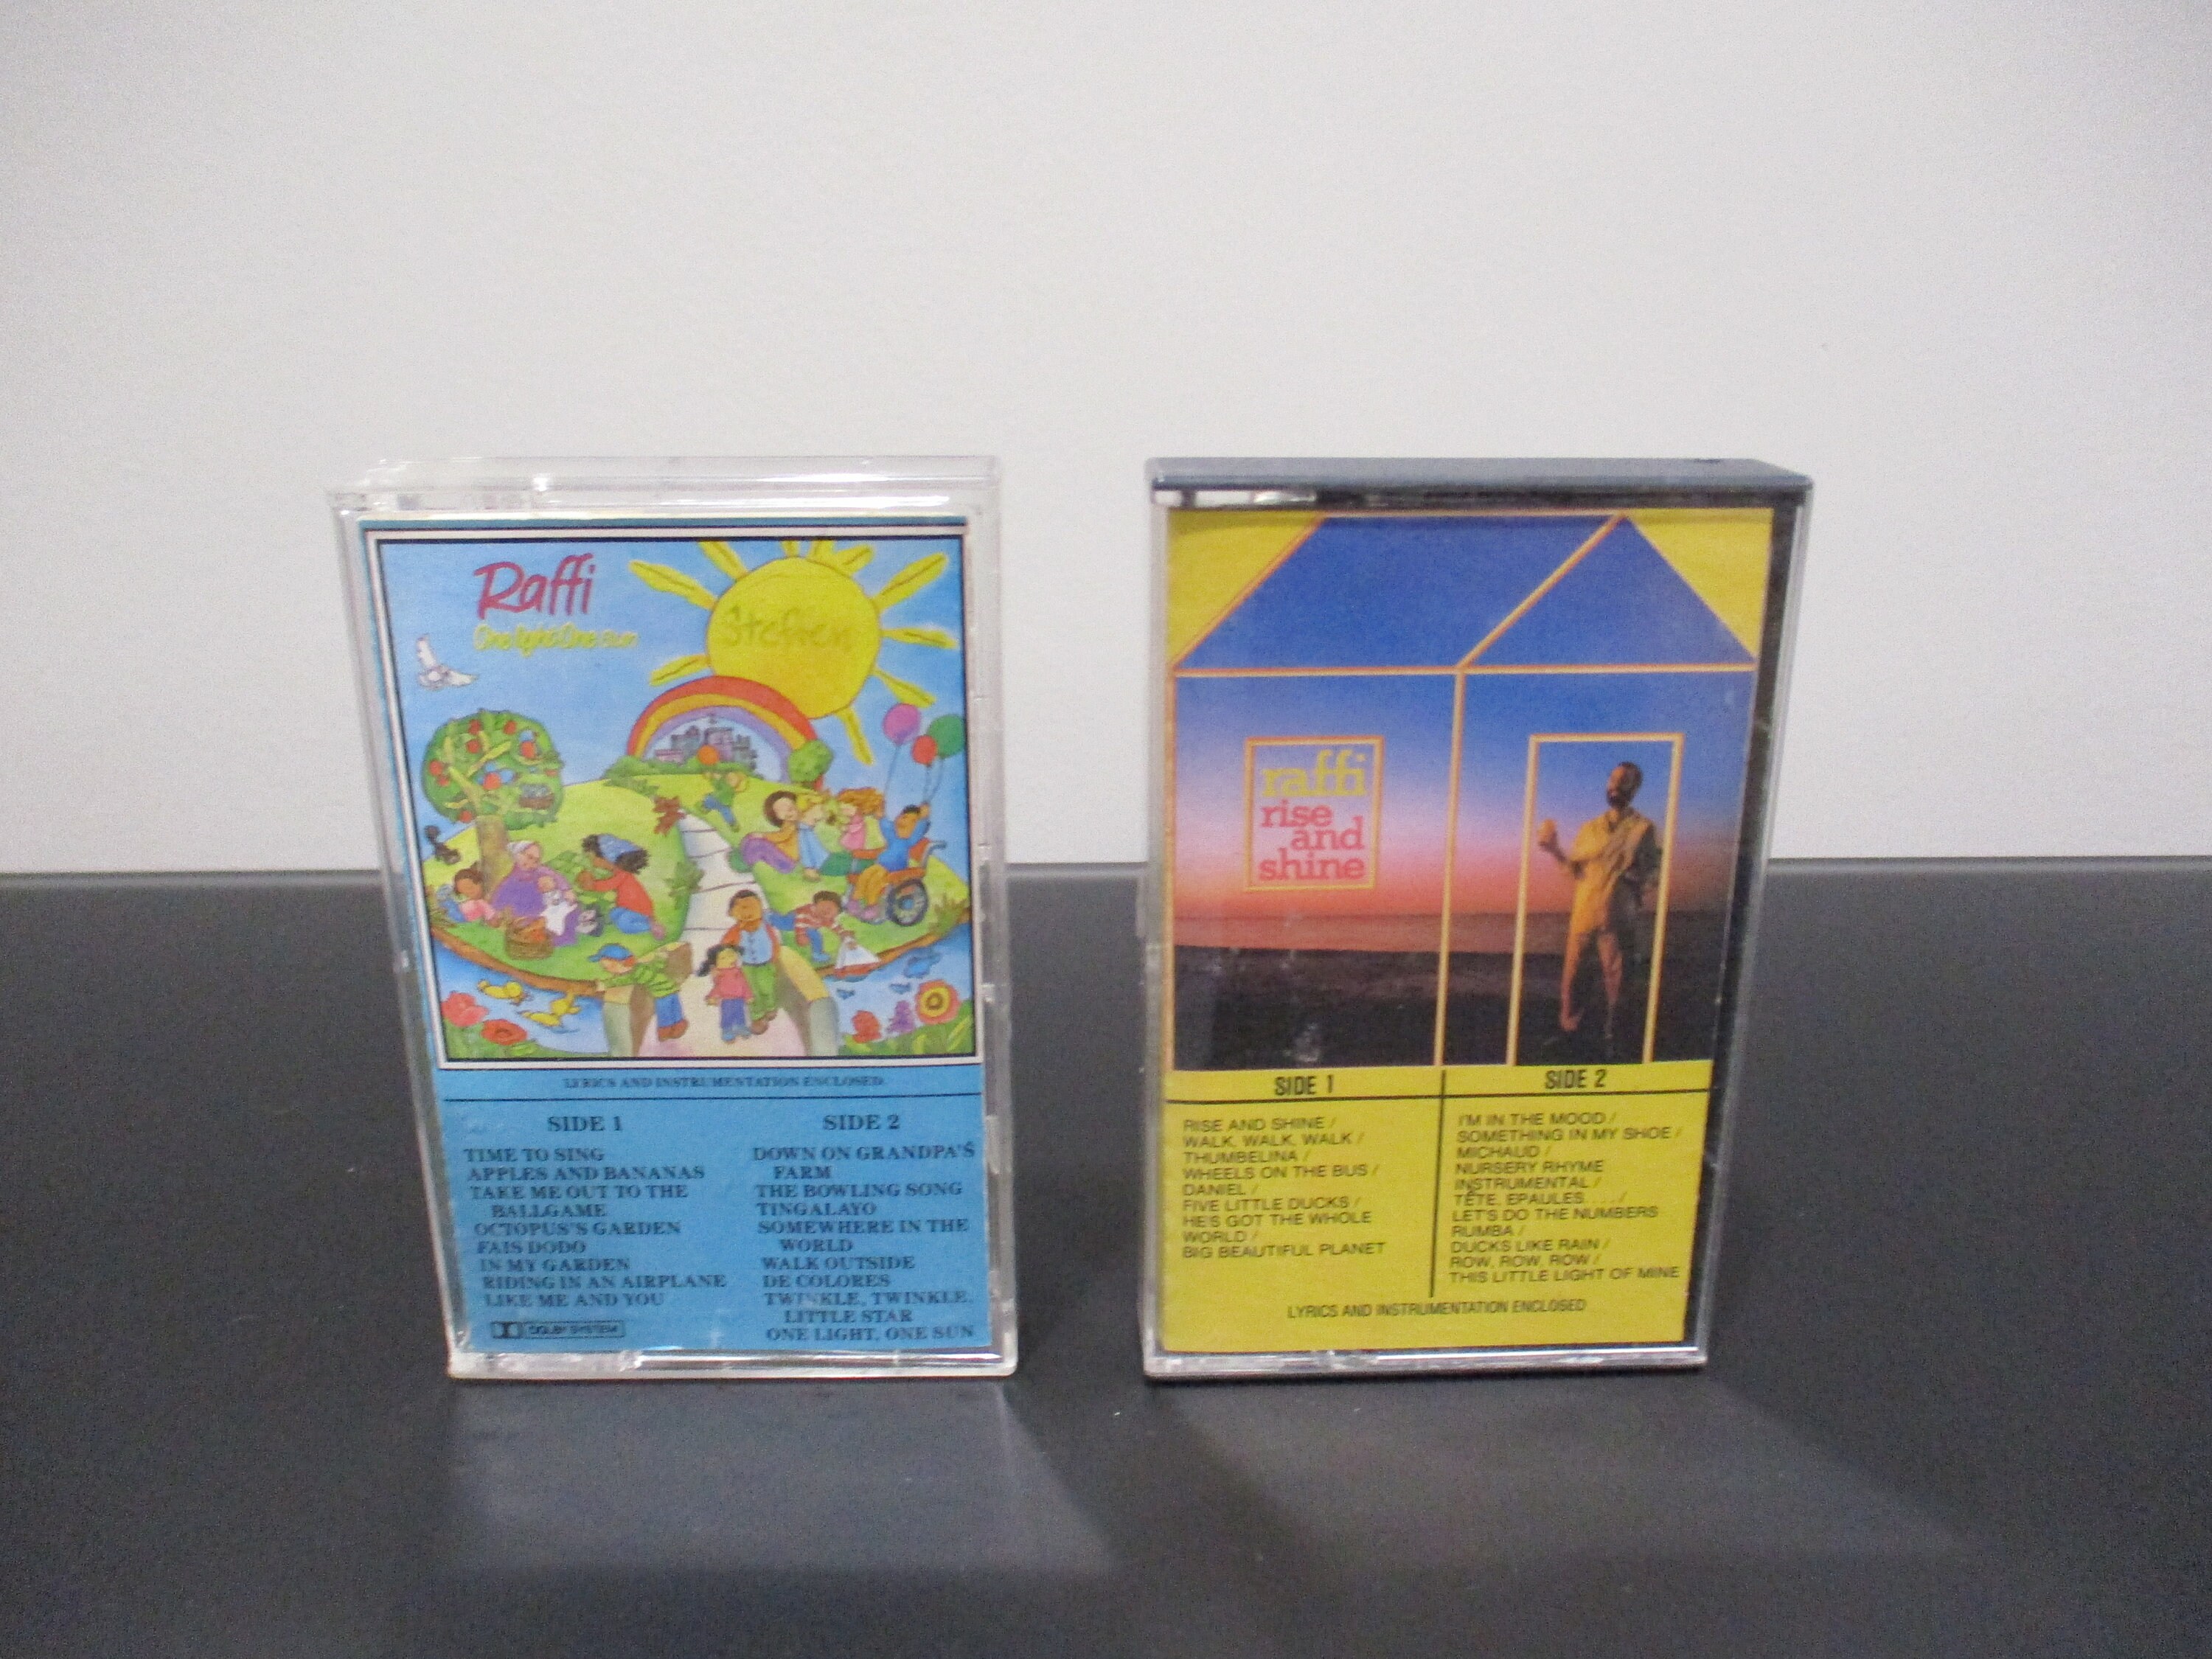 Raffi
One Light, One Sun
Steffen
LYRICS AND INSTRUMENTATION ENCLOSED
SIDE 1
TIME TO SING
APPLES AND BANANAS
TAKE ME OUT TO THE
BALLGAME
OCTOPUS'S GARDEN
FAIS DODO
IN MY GARDEN
RIDING IN AN AIRPLANE
LIKE ME AND YOU
DOLBY SYSTEM
SIDE 2
DOWN ON GRANDPA'S
FARM
THE BOWLING SONG
TINGALAYO
SOMEWHERE IN THE
WORLD
WALK OUTSIDE
DE COLORES
TWINKLE, TWINKLE,
LITTLE STAR
ONE LIGHT, ONE SUN
raffi
rise
and
shine
SIDE 1
RISE AND SHINE /
WALK, WALK, WALK /
THUMBELINA /
WHEELS ON THE BUS /
DANIEL /
FIVE LITTLE DUCKS /
HE'S GOT THE WHOLE
WORLD /
BIG BEAUTIFUL PLANET
SIDE 2
I'M IN THE MOOD /
SOMETHING IN MY SHOE /
MICHAUD /
NURSERY RHYME
INSTRUMENTAL /
TÊTE, EPAULES..../
LET'S DO THE NUMBERS
RUMBA /
DUCKS LIKE RAIN /
ROW, ROW, ROW /
THIS LITTLE LIGHT OF MINE
LYRICS AND INSTRUMENTATION ENCLOSED